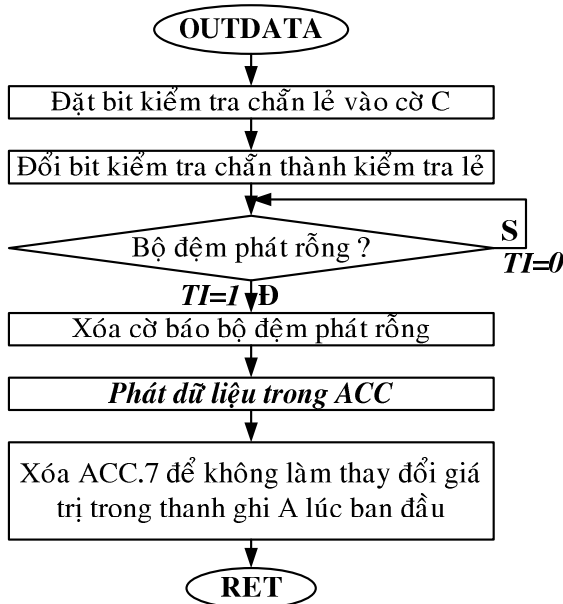 OUTDATA
Đặt bit kiểm tra chẵn lẻ vào cờ C
Đổi bit kiểm tra chẵn thành kiểm tra lẻ
Bộ đệm phát rỗng ?
S
TI=0
TI=1 Đ
Xóa cờ báo bộ đệm phát rỗng
Phát dữ liệu trong ACC
Xóa ACC.7 để không làm thay đổi giá
trị trong thanh ghi A lúc ban đầu
RET